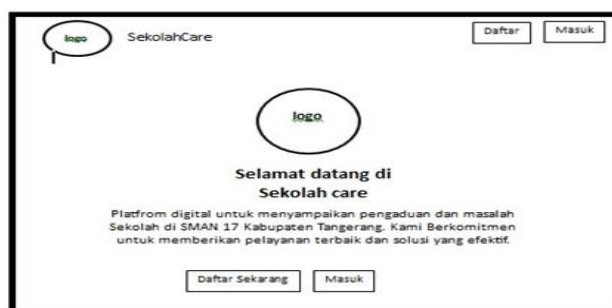 logo SekolahCare Daftar Masuk
logo
Selamat datang di
Sekolah care
Platfrom digital untuk menyampaikan pengaduan dan masalah
Sekolah di SMAN 17 Kabupaten Tangerang. Kami Berkomitmen
untuk memberikan pelayanan terbaik dan solusi yang efektif.
Daftar Sekarang Masuk